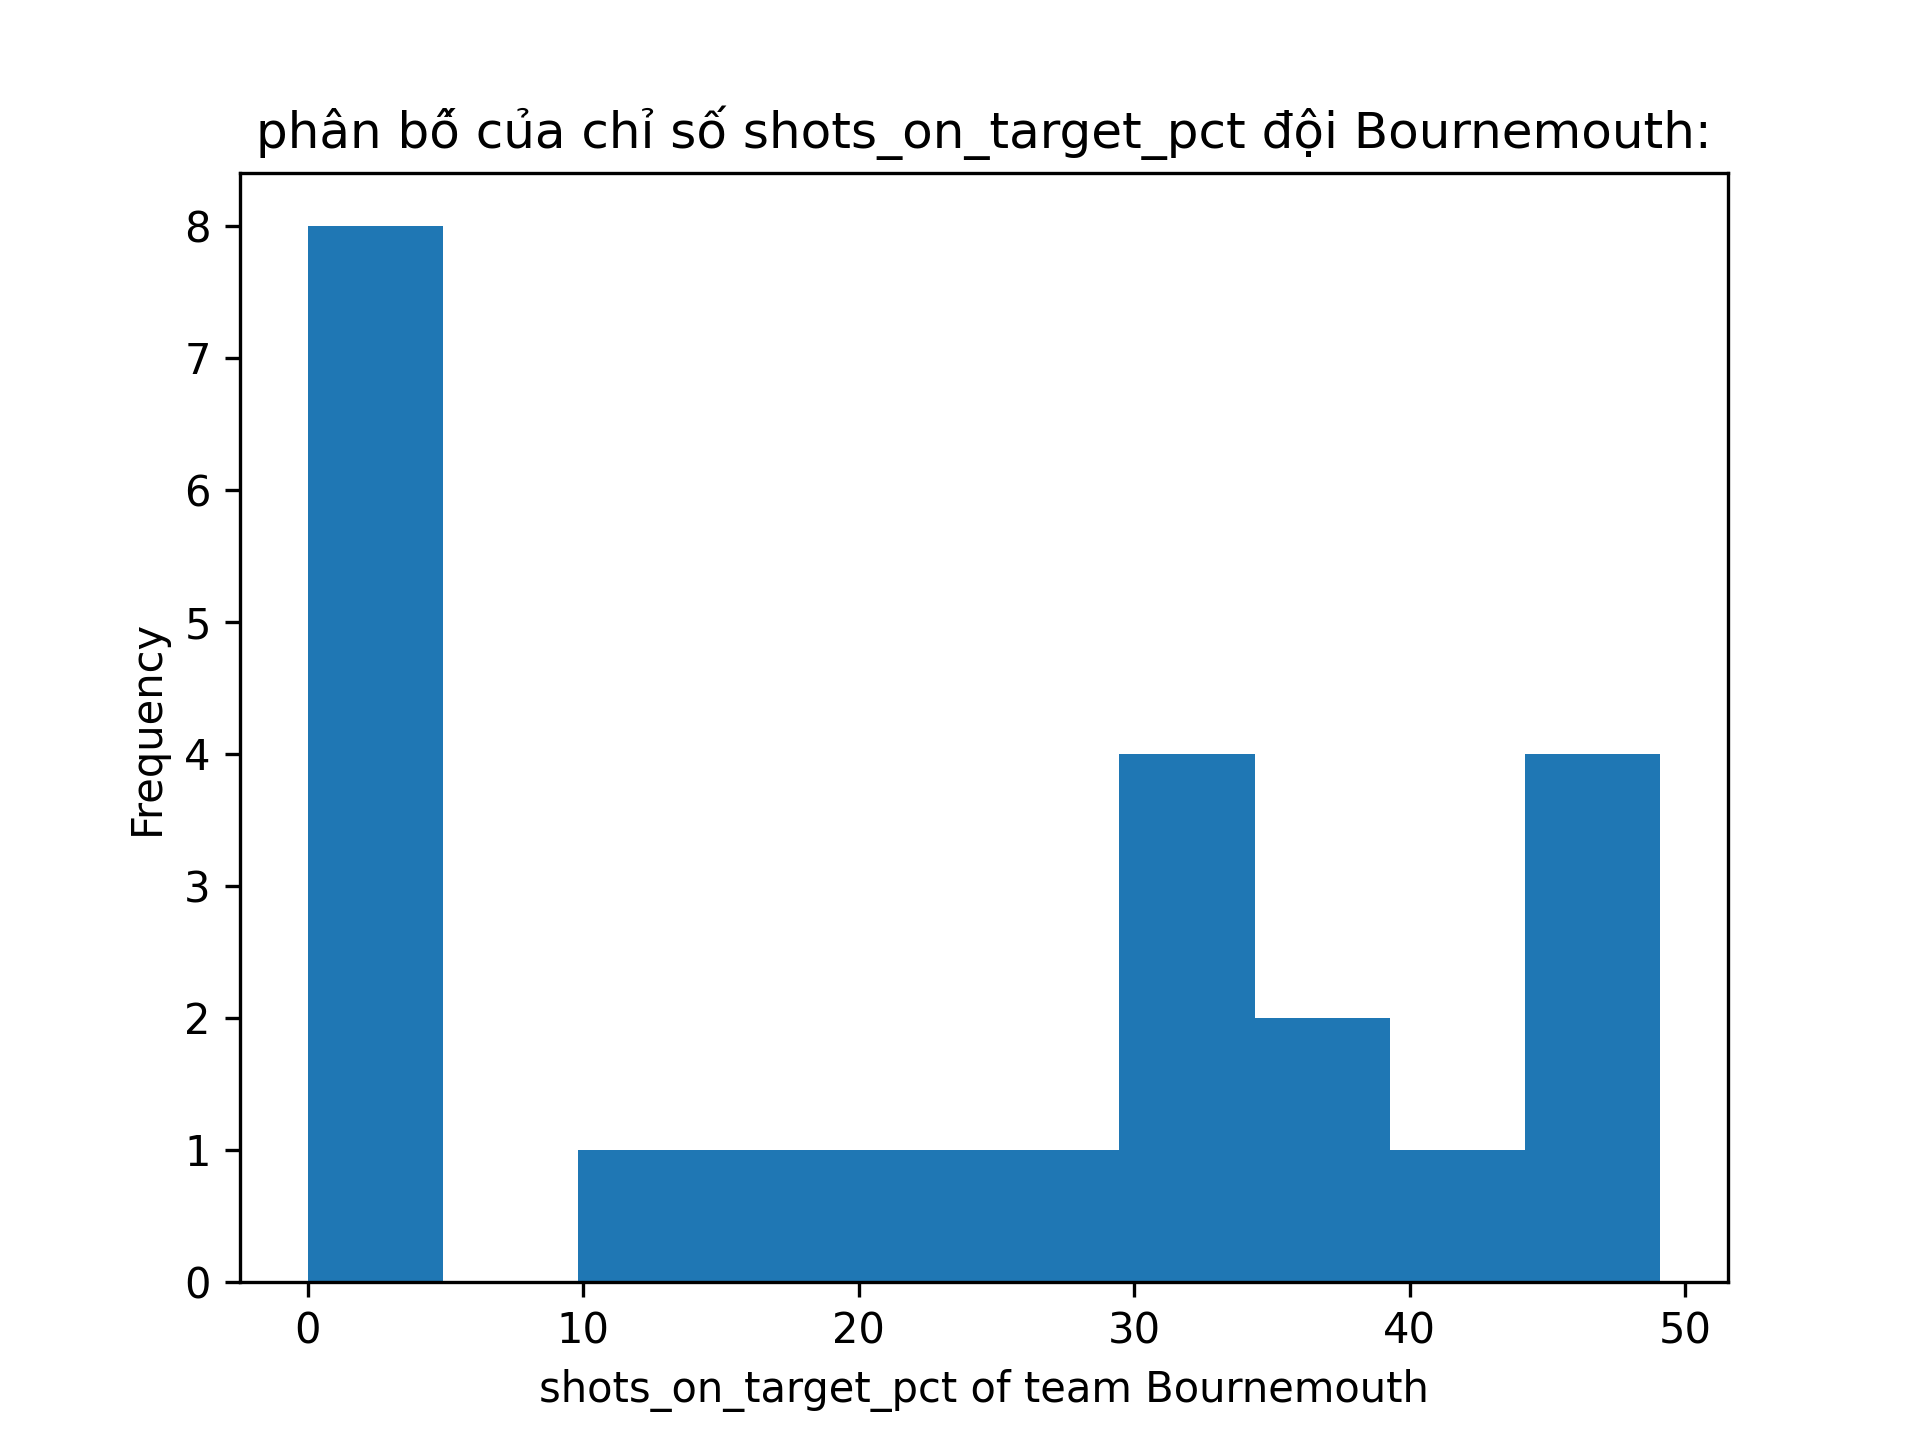 phân bỗ của chỉ số shots_on_target_pct đội Bournemouth:
8
7
6
5
4
3
2
1
0
Frequency
0 10 20 30 40 50
shots_on_target_pct of team Bournemouth